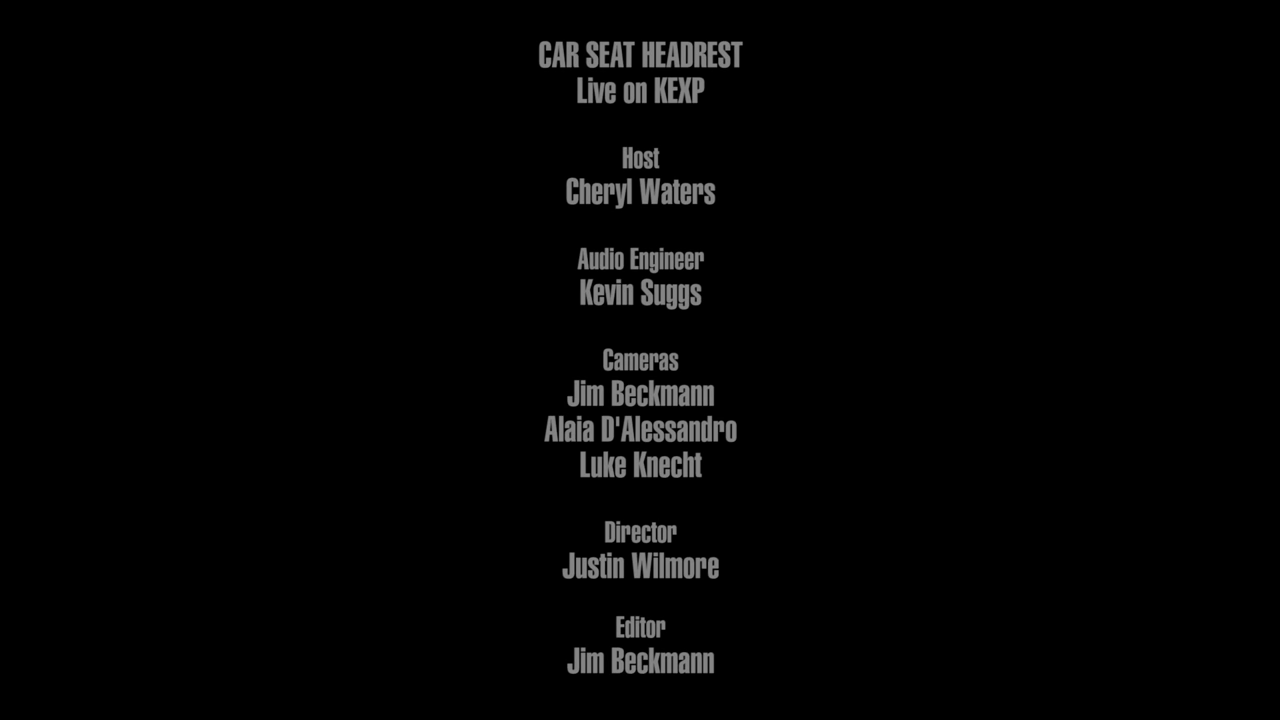 CAR SEAT HEADREST
Live on KEXP
Host
Cheryl Waters
Audio Engineer
Kevin Suggs
Cameras
Jim Beckmann
Alaia D'Alessandro
Luke Knecht
Director
Justin Wilmore
Editor
Jim Beckmann